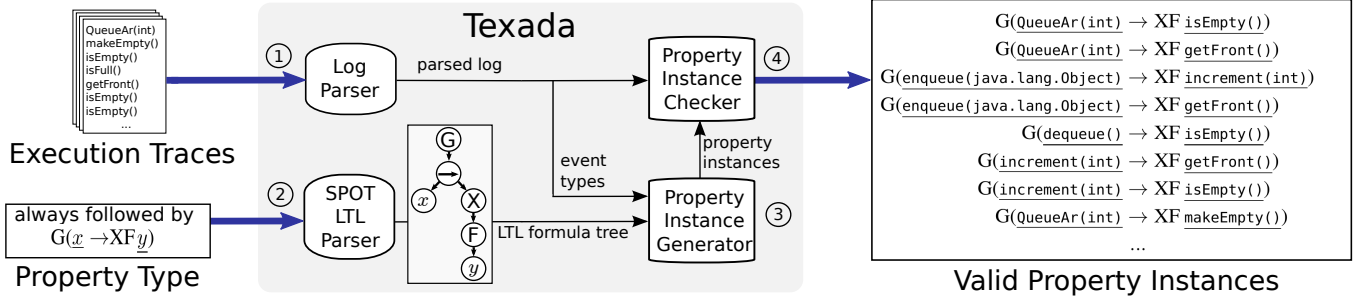 QueueAr(int)
makeEmpty()
isEmpty()
isFull()
getFront()
isEmpty()
isEmpty()
...
Execution Traces
always followed by
G(x →XF y)
Property Type
Texada
①
Log
Parser
parsed log
②
SPOT
LTL
Parser
G
→
x
X
F
y
LTL formula tree
event
types
Property
Instance
Checker
④
property
instances
Property
Instance
Generator
③
G(QueueAr(int) → XF isEmpty())
G(QueueAr(int) → XF getFront())
G(enqueue(java.lang.Object) → XF increment(int))
G(enqueue(java.lang.Object) → XF getFront())
G(dequeue() → XF isEmpty())
G(increment(int) → XF getFront())
G(increment(int) → XF isEmpty())
G(QueueAr(int) → XF makeEmpty())
...
Valid Property Instances